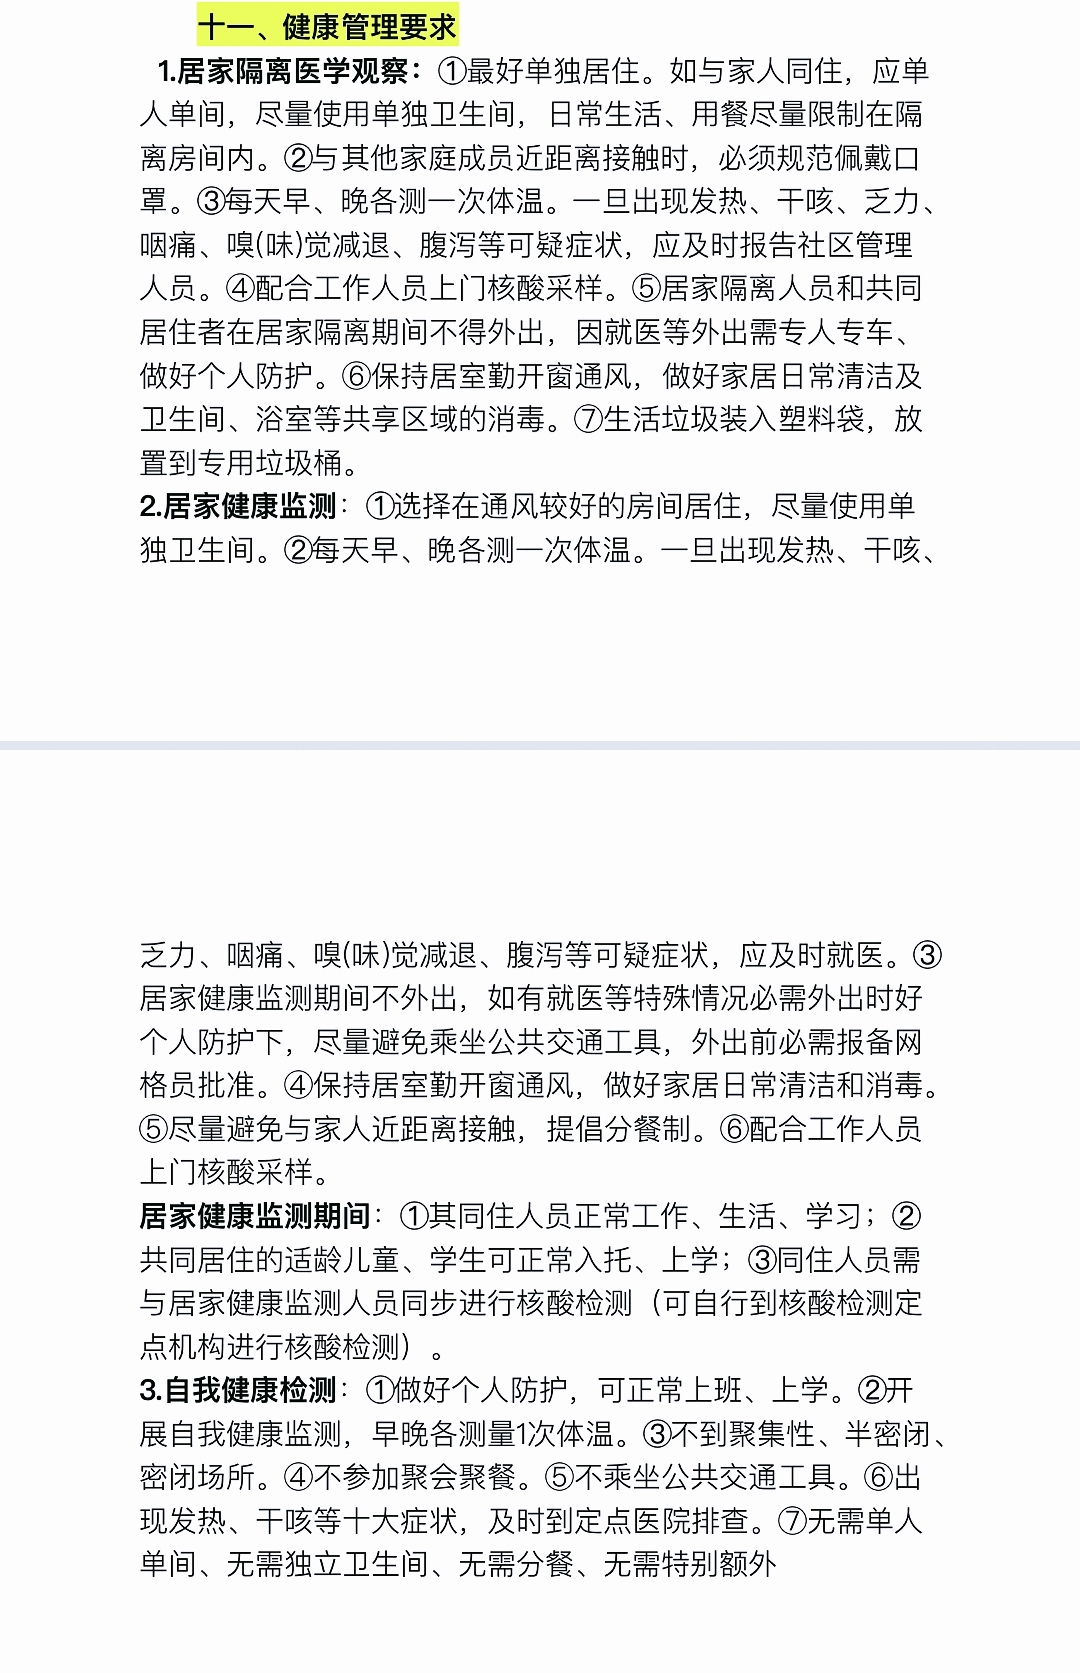 十一、健康管理要求
1.居家隔离医学观察：①最好单独居住。如与家人同住，应单
人单间，尽量使用单独卫生间，日常生活、用餐尽量限制在隔
离房间内。②与其他家庭成员近距离接触时，必须规范佩戴口
罩。③每天早、晚各测一次体温。一旦出现发热、干咳、乏力、
咽痛、嗅(味)觉减退、腹泻等可疑症状，应及时报告社区管理
人员。④配合工作人员上门核酸采样。⑤居家隔离人员和共同
居住者在居家隔离期间不得外出，因就医等外出需专人专车、
做好个人防护。⑥保持居室勤开窗通风，做好家居日常清洁及
卫生间、浴室等共享区域的消毒。⑦生活垃圾装入塑料袋，放
置到专用垃圾桶。
2.居家健康监测：①选择在通风较好的房间居住，尽量使用单
独卫生间。②每天早、晚各测一次体温。一旦出现发热、干咳、
乏力、咽痛、嗅(味)觉减退、腹泻等可疑症状，应及时就医。③
居家健康监测期间不外出，如有就医等特殊情况必需外出时好
个人防护下，尽量避免乘坐公共交通工具，外出前必需报备网
格员批准。④保持居室勤开窗通风，做好家居日常清洁和消毒。
⑤尽量避免与家人近距离接触，提倡分餐制。⑥配合工作人员
上门核酸采样。
居家健康监测期间：①其同住人员正常工作、生活、学习；②
共同居住的适龄儿童、学生可正常入托、上学；③同住人员需
与居家健康监测人员同步进行核酸检测（可自行到核酸检测定
点机构进行核酸检测）。
3.自我健康检测：①做好个人防护，可正常上班、上学。②开
展自我健康监测，早晚各测量1次体温。③不到聚集性、半密闭、
密闭场所。④不参加聚会聚餐。⑤不乘坐公共交通工具。⑥出
现发热、干咳等十大症状，及时到定点医院排查。⑦无需单人
单间、无需独立卫生间、无需分餐、无需特别额外